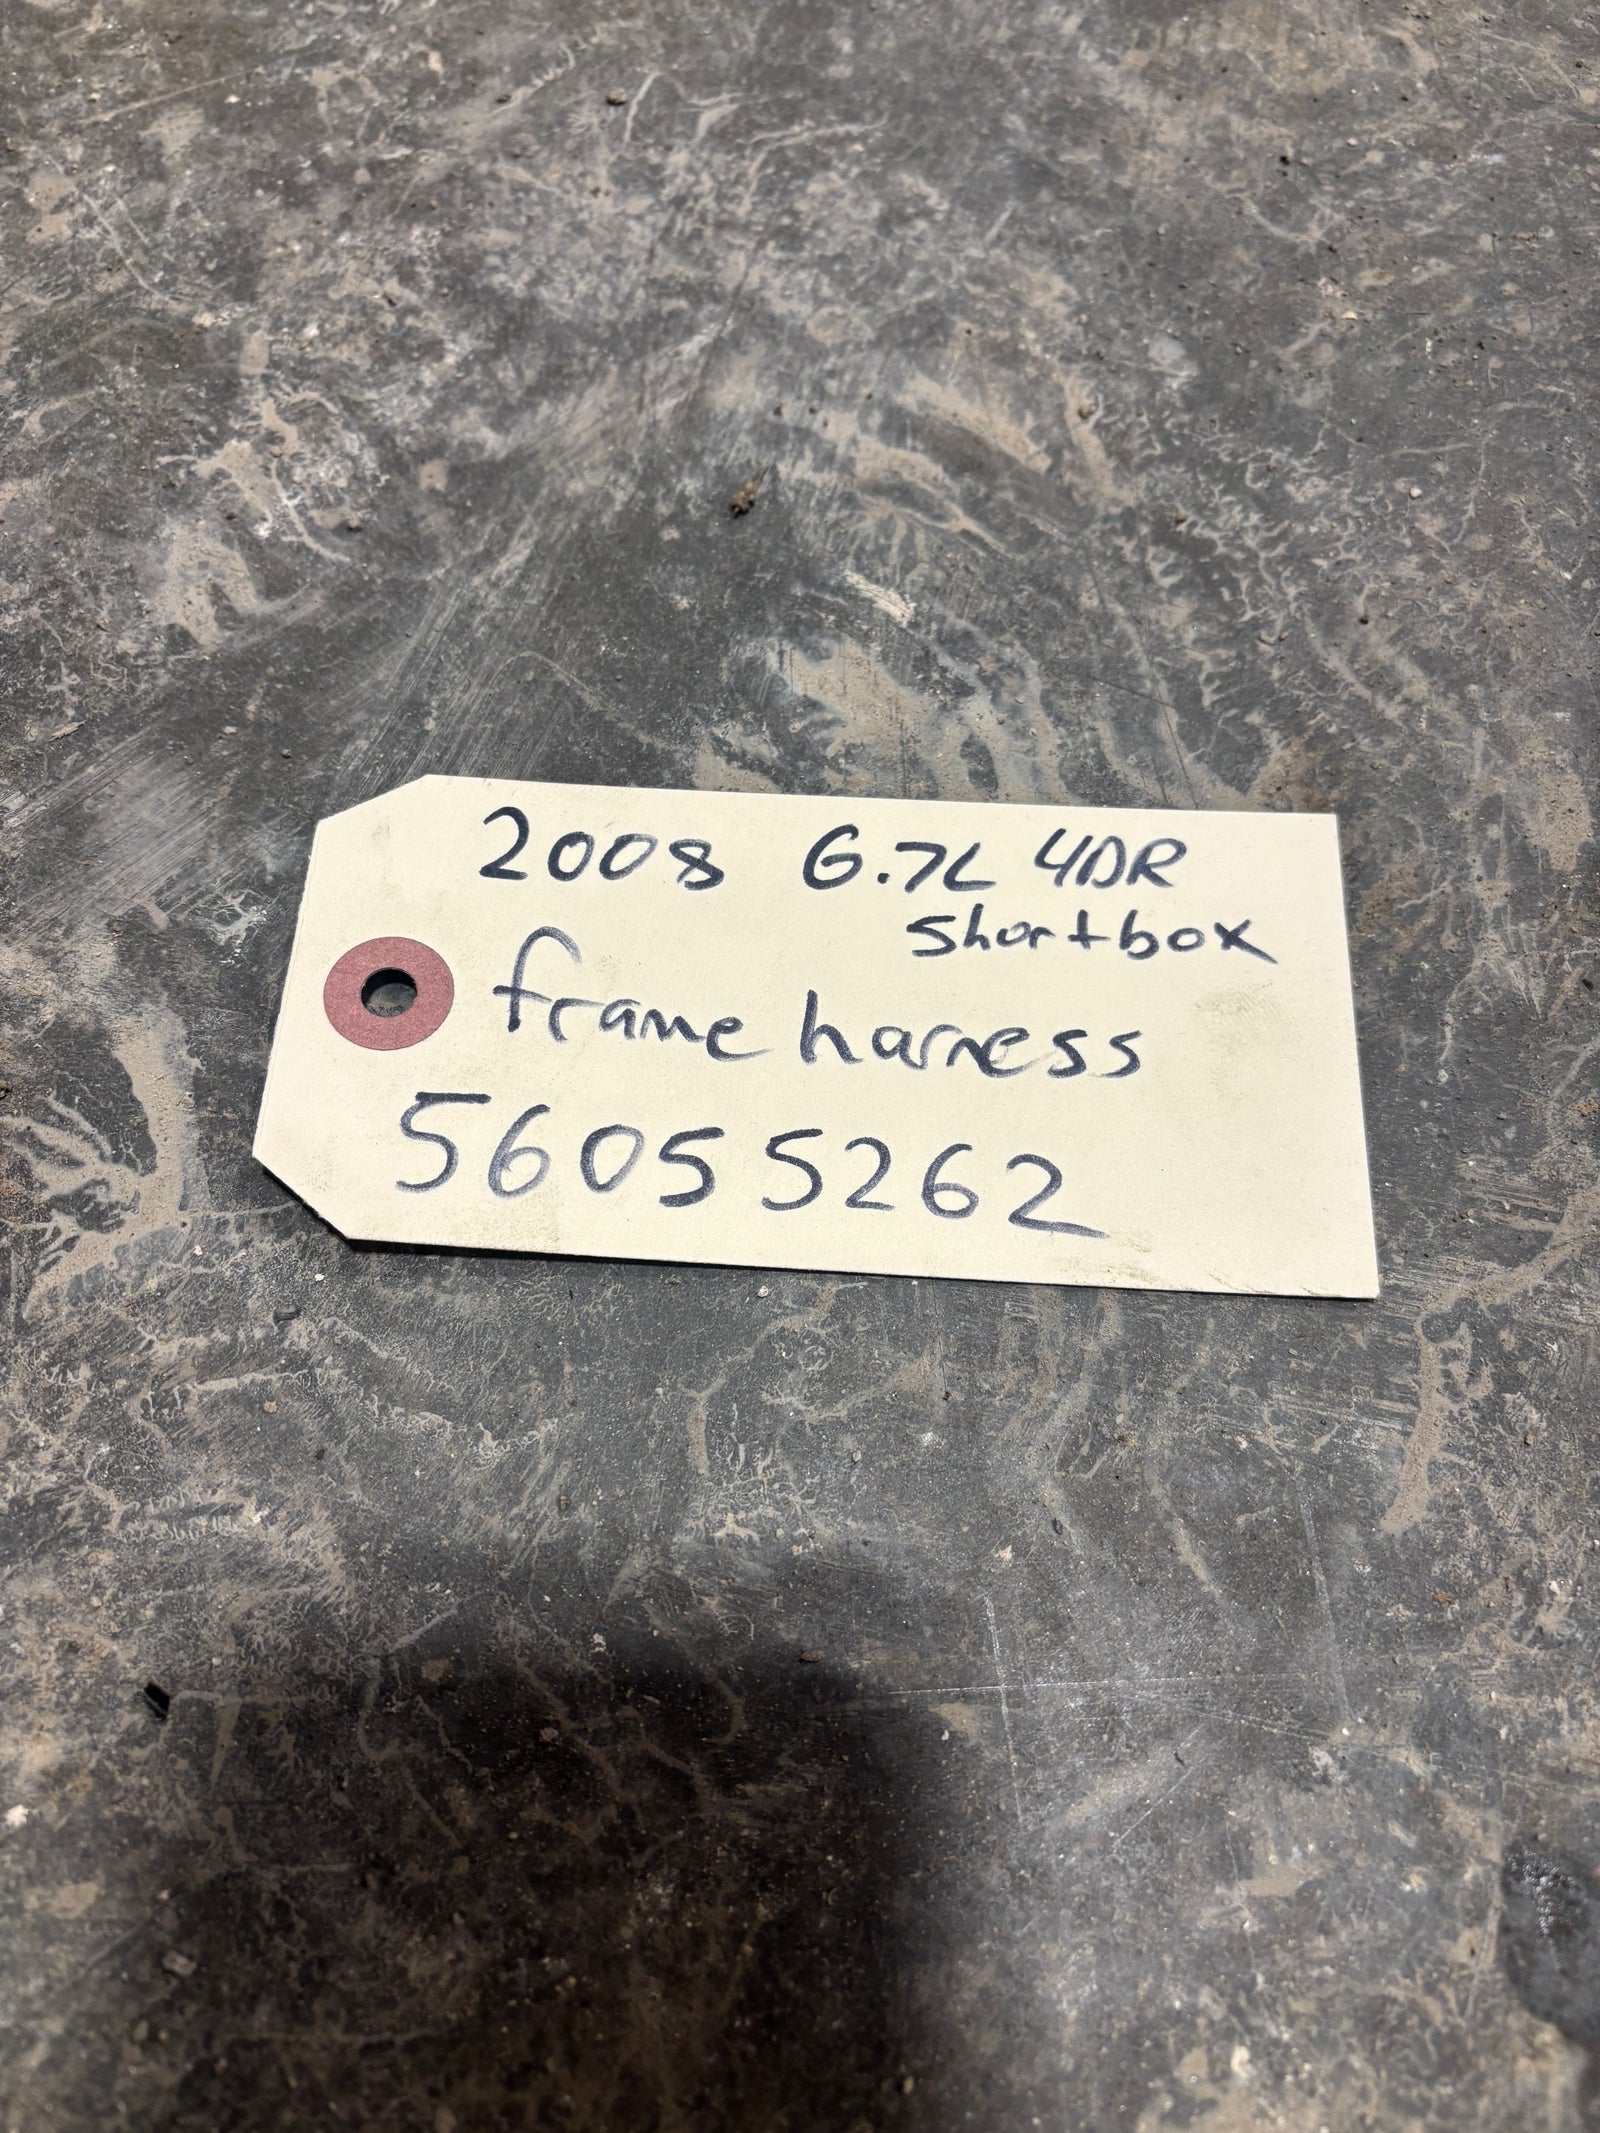 2008 6.7L 4DR
Shortbox
frame harness
56055262